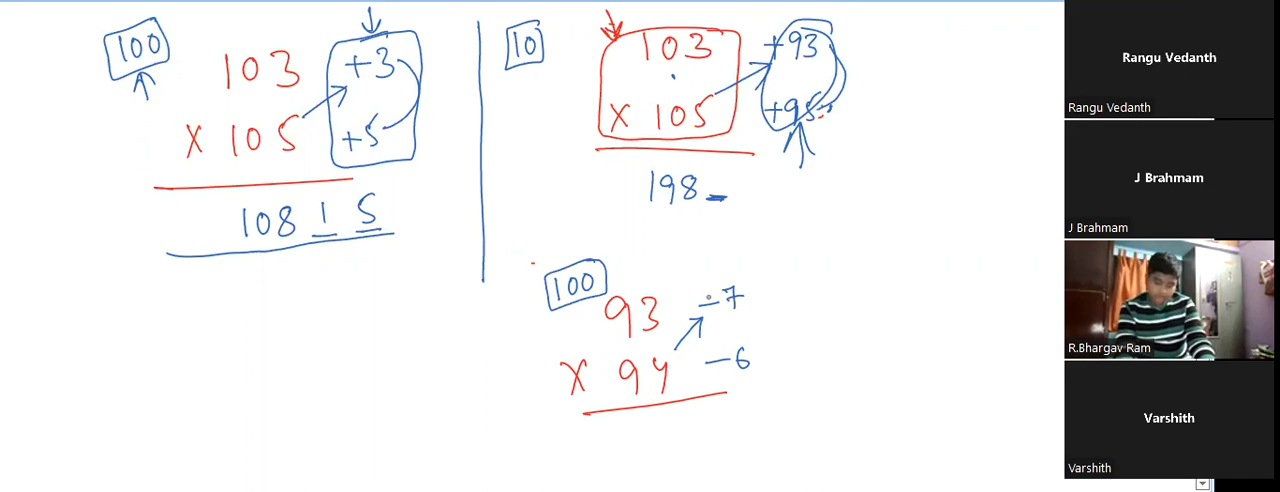 100
103 +3
X 105 +5
108 1 5
10
103 +93
X 105 +95
198 _
100
93 -7
X 94 -6
Rangu Vedanth
Rangu Vedanth
J Brahmam
J Brahmam
R.Bhargav Ram
Varshith
Varshith